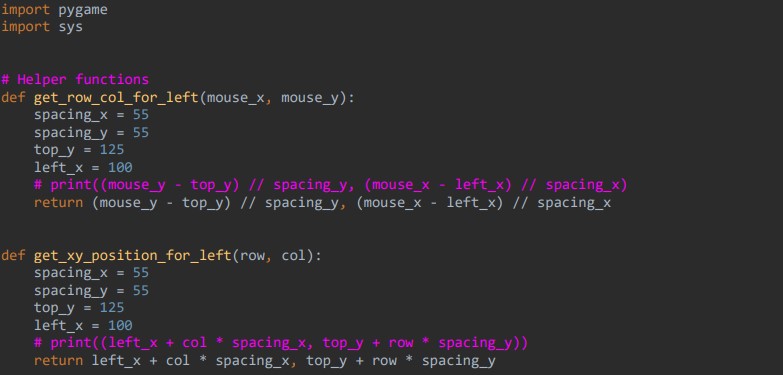 import pygame
import sys
# Helper functions
def get_row_col_for_left(mouse_x, mouse_y):
    spacing_x = 55
    spacing_y = 55
    top_y = 125
    left_x = 100
    # print((mouse_y - top_y) // spacing_y, (mouse_x - left_x) // spacing_x)
    return (mouse_y - top_y) // spacing_y, (mouse_x - left_x) // spacing_x
def get_xy_position_for_left(row, col):
    spacing_x = 55
    spacing_y = 55
    top_y = 125
    left_x = 100
    # print((left_x + col * spacing_x, top_y + row * spacing_y))
    return left_x + col * spacing_x, top_y + row * spacing_y